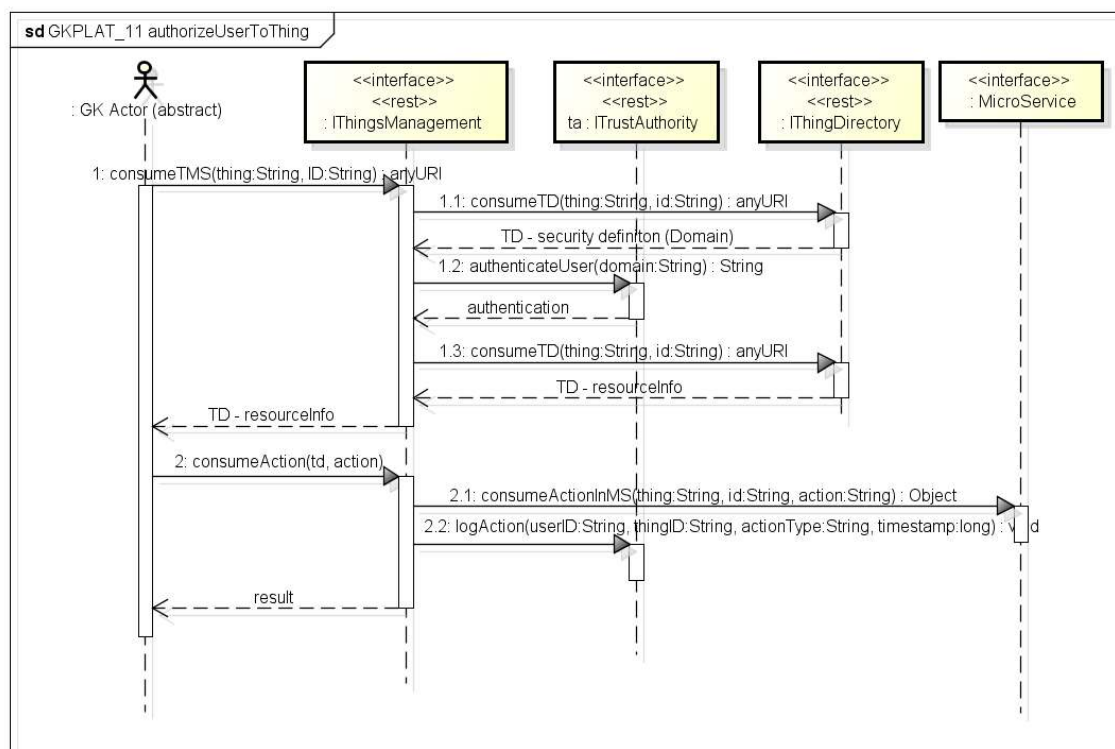 sd GKPLAT_11 authorizeUserToThing
: GK Actor (abstract)
<<interface>>
<<rest>>
: IThingsManagement
<<interface>>
<<rest>>
ta : ITrustAuthority
<<interface>>
<<rest>>
: IThingDirectory
<<interface>>
: MicroService
1: consumeTMS(thing:String, ID:String) : anyURI
1.1: consumeTD(thing:String, id:String) : anyURI
TD - security definiton (Domain)
1.2: authenticateUser(domain:String) : String
authentication
1.3: consumeTD(thing:String, id:String) : anyURI
TD - resourceInfo
TD - resourceInfo
2: consumeAction(td, action)
2.1: consumeActionInMS(thing:String, id:String, action:String) : Object
2.2: logAction(userID:String, thingID:String, actionType:String, timestamp:long) :
result